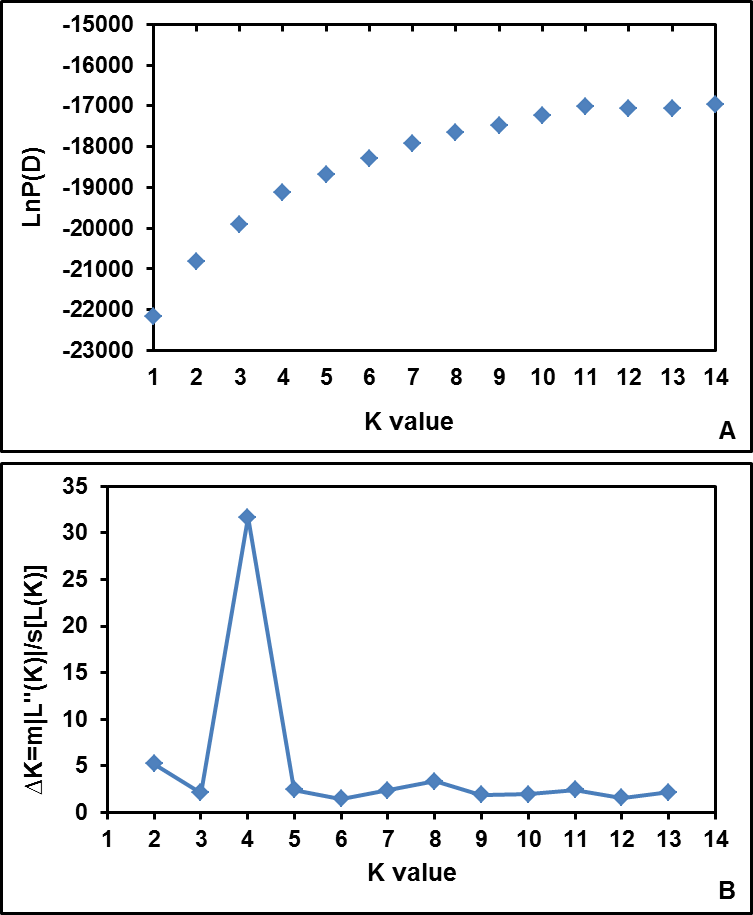 -15000
-16000
-17000
-18000
-19000
-20000
-21000
-22000
-23000
LnP(D)
1 2 3 4 5 6 7 8 9 10 11 12 13 14
K value
A
35
30
25
20
15
10
5
0
ΔK=m|L"(K)|/s[L(K)]
1 2 3 4 5 6 7 8 9 10 11 12 13 14
K value
B